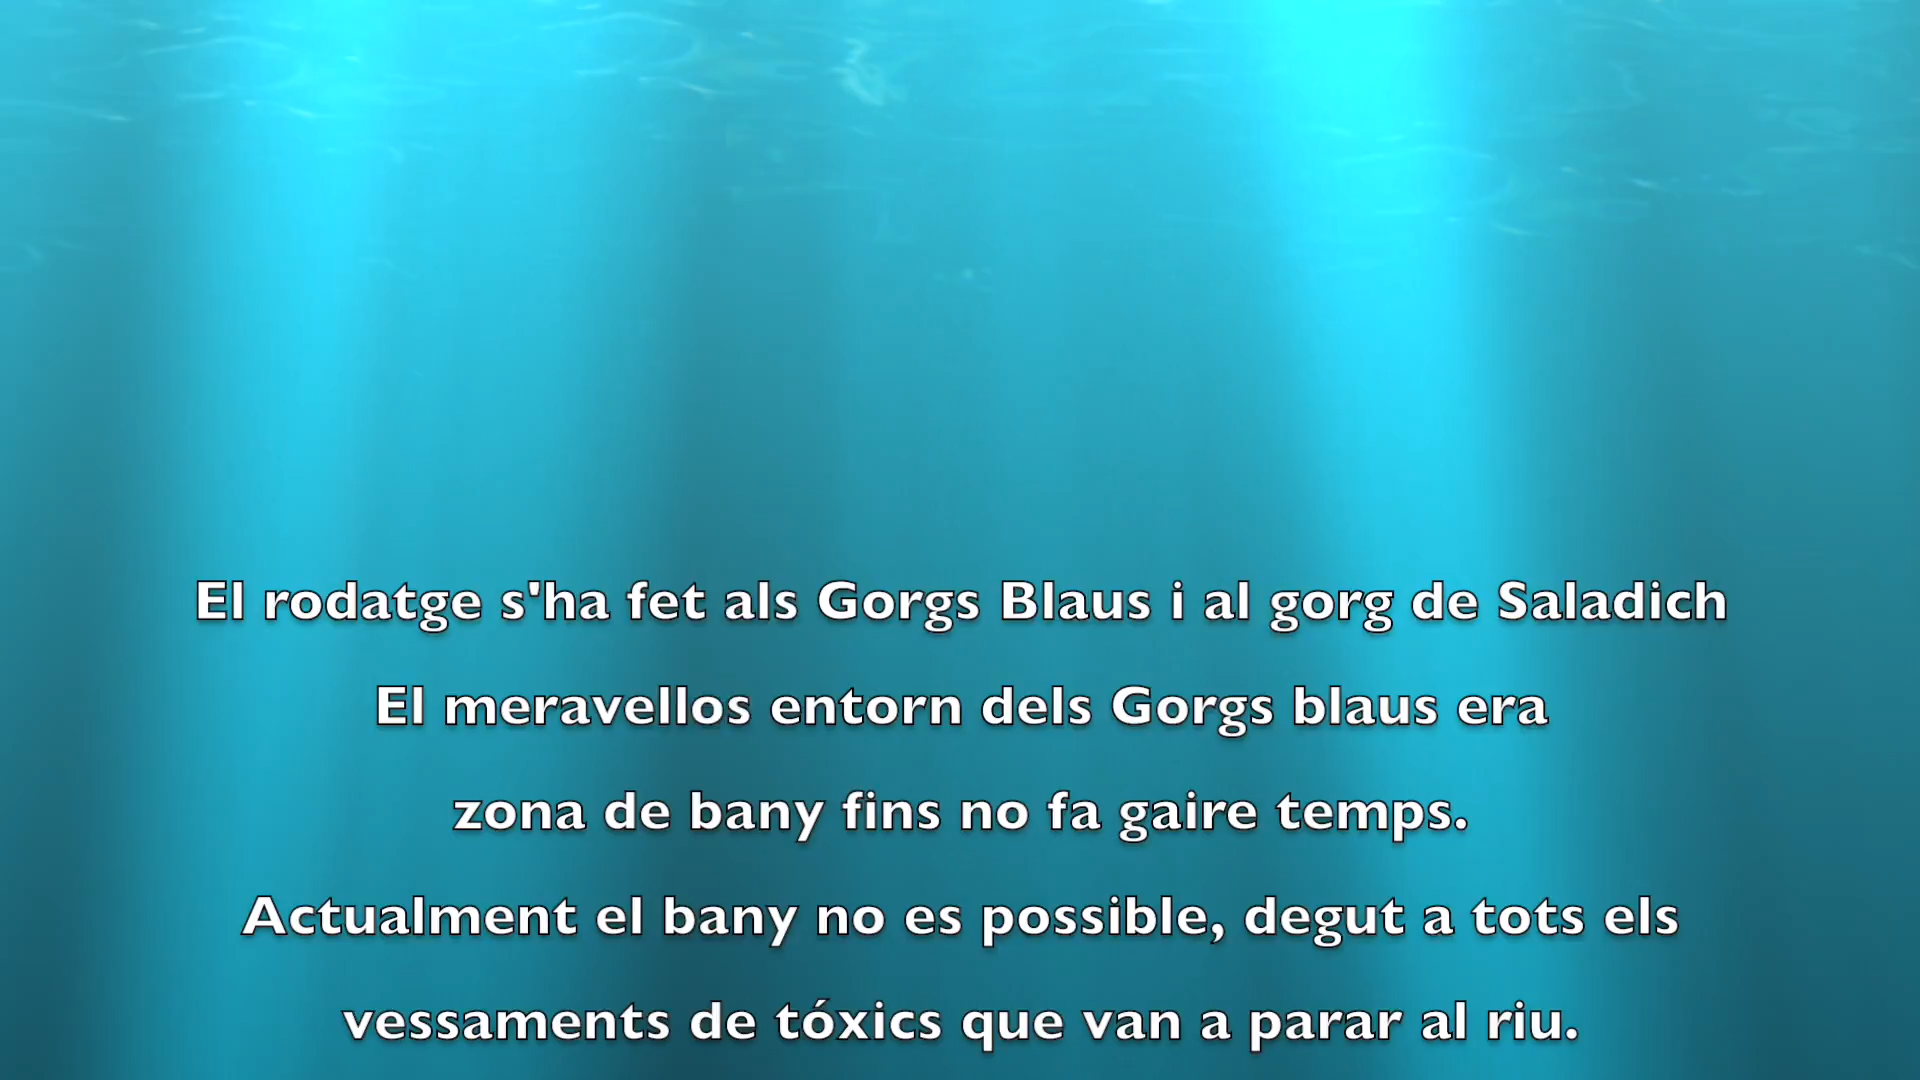 El rodatge s'ha fet als Gorgs Blaus i al gorg de Saladich
El meravellos entorn dels Gorgs blaus era
zona de bany fins no fa gaire temps.
Actualment el bany no es possible, degut a tots els
vessaments de tóxics que van a parar al riu.